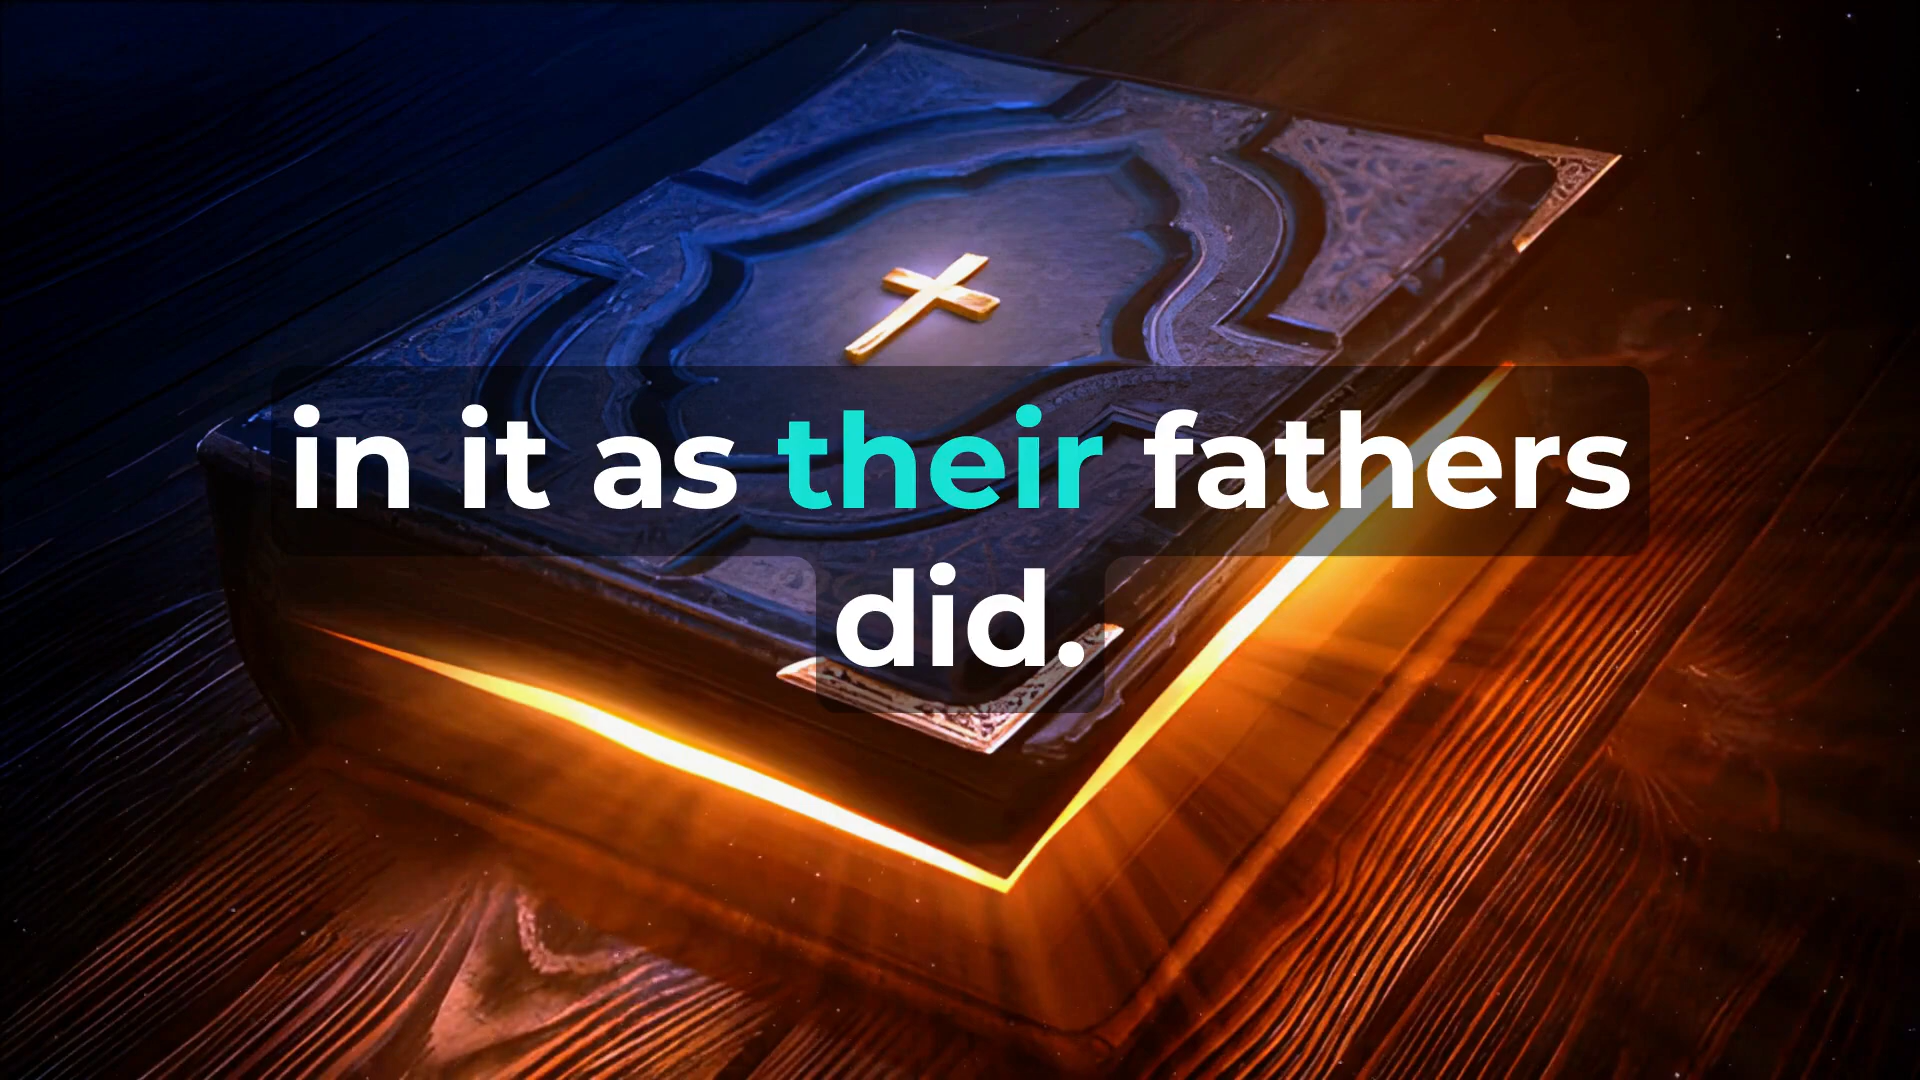 in it as their fathers
did.